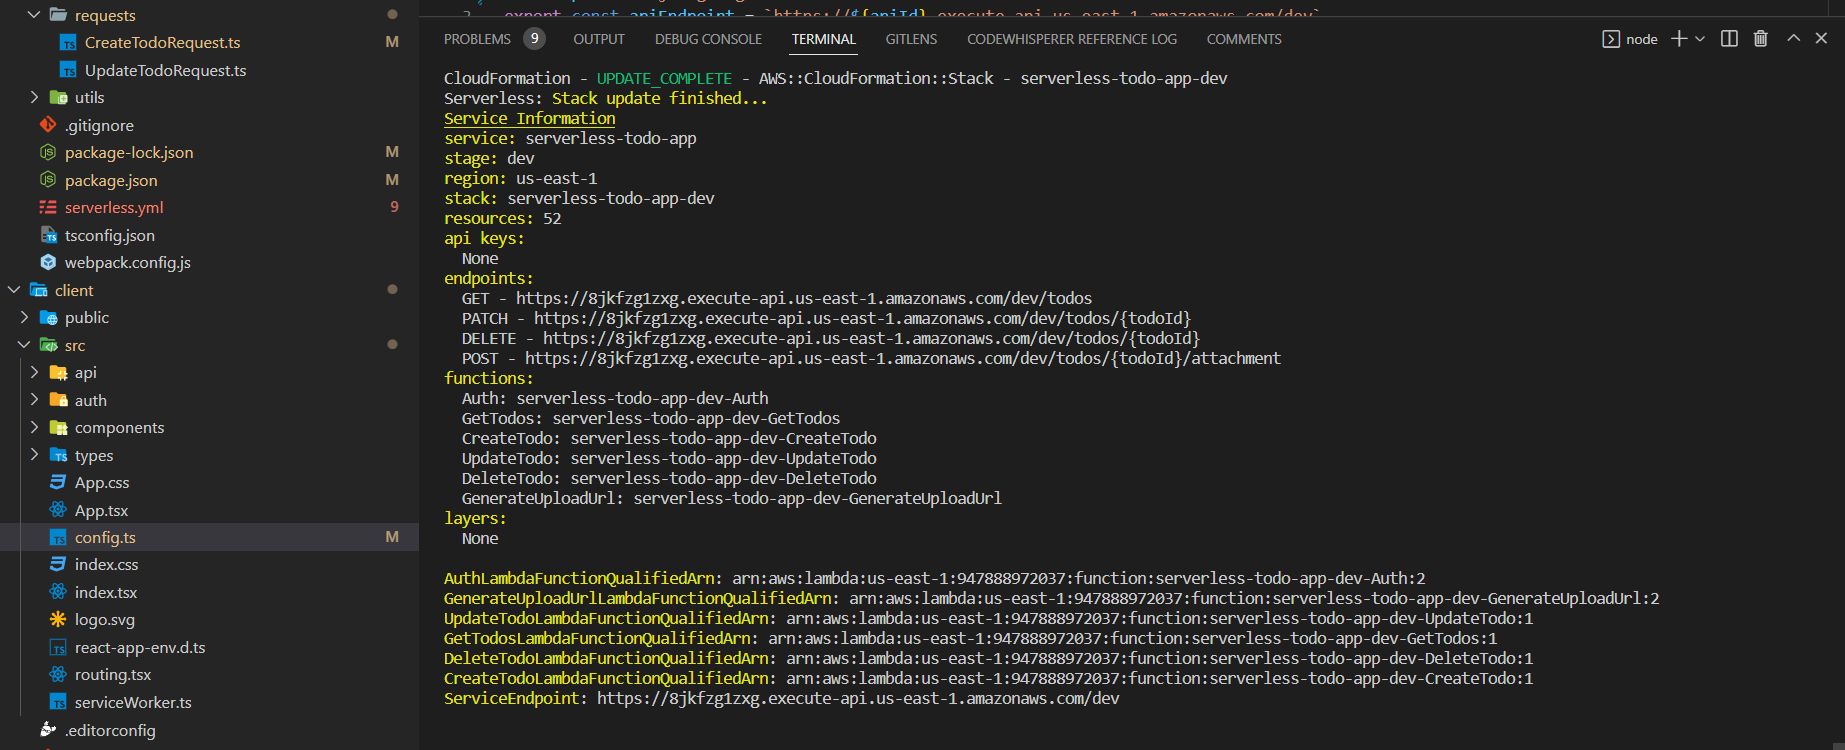 requests
CreateTodoRequest.ts M
UpdateTodoRequest.ts
utils
.gitignore
package-lock.json M
package.json M
serverless.yml 9
tsconfig.json
webpack.config.js
client
public
src
api
auth
components
types
App.css
App.tsx
config.ts M
index.css
index.tsx
logo.svg
react-app-env.d.ts
routing.tsx
serviceWorker.ts
.editorconfig
3 export const apiEndpoint = `https://${apiId}.execute-api.us-east-1.amazonaws.com/dev`
PROBLEMS 9 OUTPUT DEBUG CONSOLE TERMINAL GITLENS CODEWHISPERER REFERENCE LOG COMMENTS node
CloudFormation - UPDATE_COMPLETE - AWS::CloudFormation::Stack - serverless-todo-app-dev
Serverless: Stack update finished...
Service Information
service: serverless-todo-app
stage: dev
region: us-east-1
stack: serverless-todo-app-dev
resources: 52
api keys:
None
endpoints:
GET - https://8jkfzg1zxg.execute-api.us-east-1.amazonaws.com/dev/todos
PATCH - https://8jkfzg1zxg.execute-api.us-east-1.amazonaws.com/dev/todos/{todoId}
DELETE - https://8jkfzg1zxg.execute-api.us-east-1.amazonaws.com/dev/todos/{todoId}
POST - https://8jkfzg1zxg.execute-api.us-east-1.amazonaws.com/dev/todos/{todoId}/attachment
functions:
Auth: serverless-todo-app-dev-Auth
GetTodos: serverless-todo-app-dev-GetTodos
CreateTodo: serverless-todo-app-dev-CreateTodo
UpdateTodo: serverless-todo-app-dev-UpdateTodo
DeleteTodo: serverless-todo-app-dev-DeleteTodo
GenerateUploadUrl: serverless-todo-app-dev-GenerateUploadUrl
layers:
None
AuthLambdaFunctionQualifiedArn: arn:aws:lambda:us-east-1:947888972037:function:serverless-todo-app-dev-Auth:2
GenerateUploadUrlLambdaFunctionQualifiedArn: arn:aws:lambda:us-east-1:947888972037:function:serverless-todo-app-dev-GenerateUploadUrl:2
UpdateTodoLambdaFunctionQualifiedArn: arn:aws:lambda:us-east-1:947888972037:function:serverless-todo-app-dev-UpdateTodo:1
GetTodosLambdaFunctionQualifiedArn: arn:aws:lambda:us-east-1:947888972037:function:serverless-todo-app-dev-GetTodos:1
DeleteTodoLambdaFunctionQualifiedArn: arn:aws:lambda:us-east-1:947888972037:function:serverless-todo-app-dev-DeleteTodo:1
CreateTodoLambdaFunctionQualifiedArn: arn:aws:lambda:us-east-1:947888972037:function:serverless-todo-app-dev-CreateTodo:1
ServiceEndpoint: https://8jkfzg1zxg.execute-api.us-east-1.amazonaws.com/dev